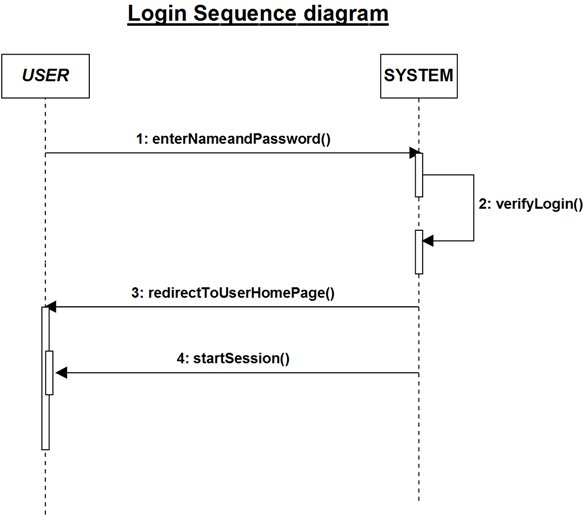 Login Sequence diagram
USER
SYSTEM
1: enterNameandPassword()
2: verifyLogin()
3: redirectToUserHomePage()
4: startSession()